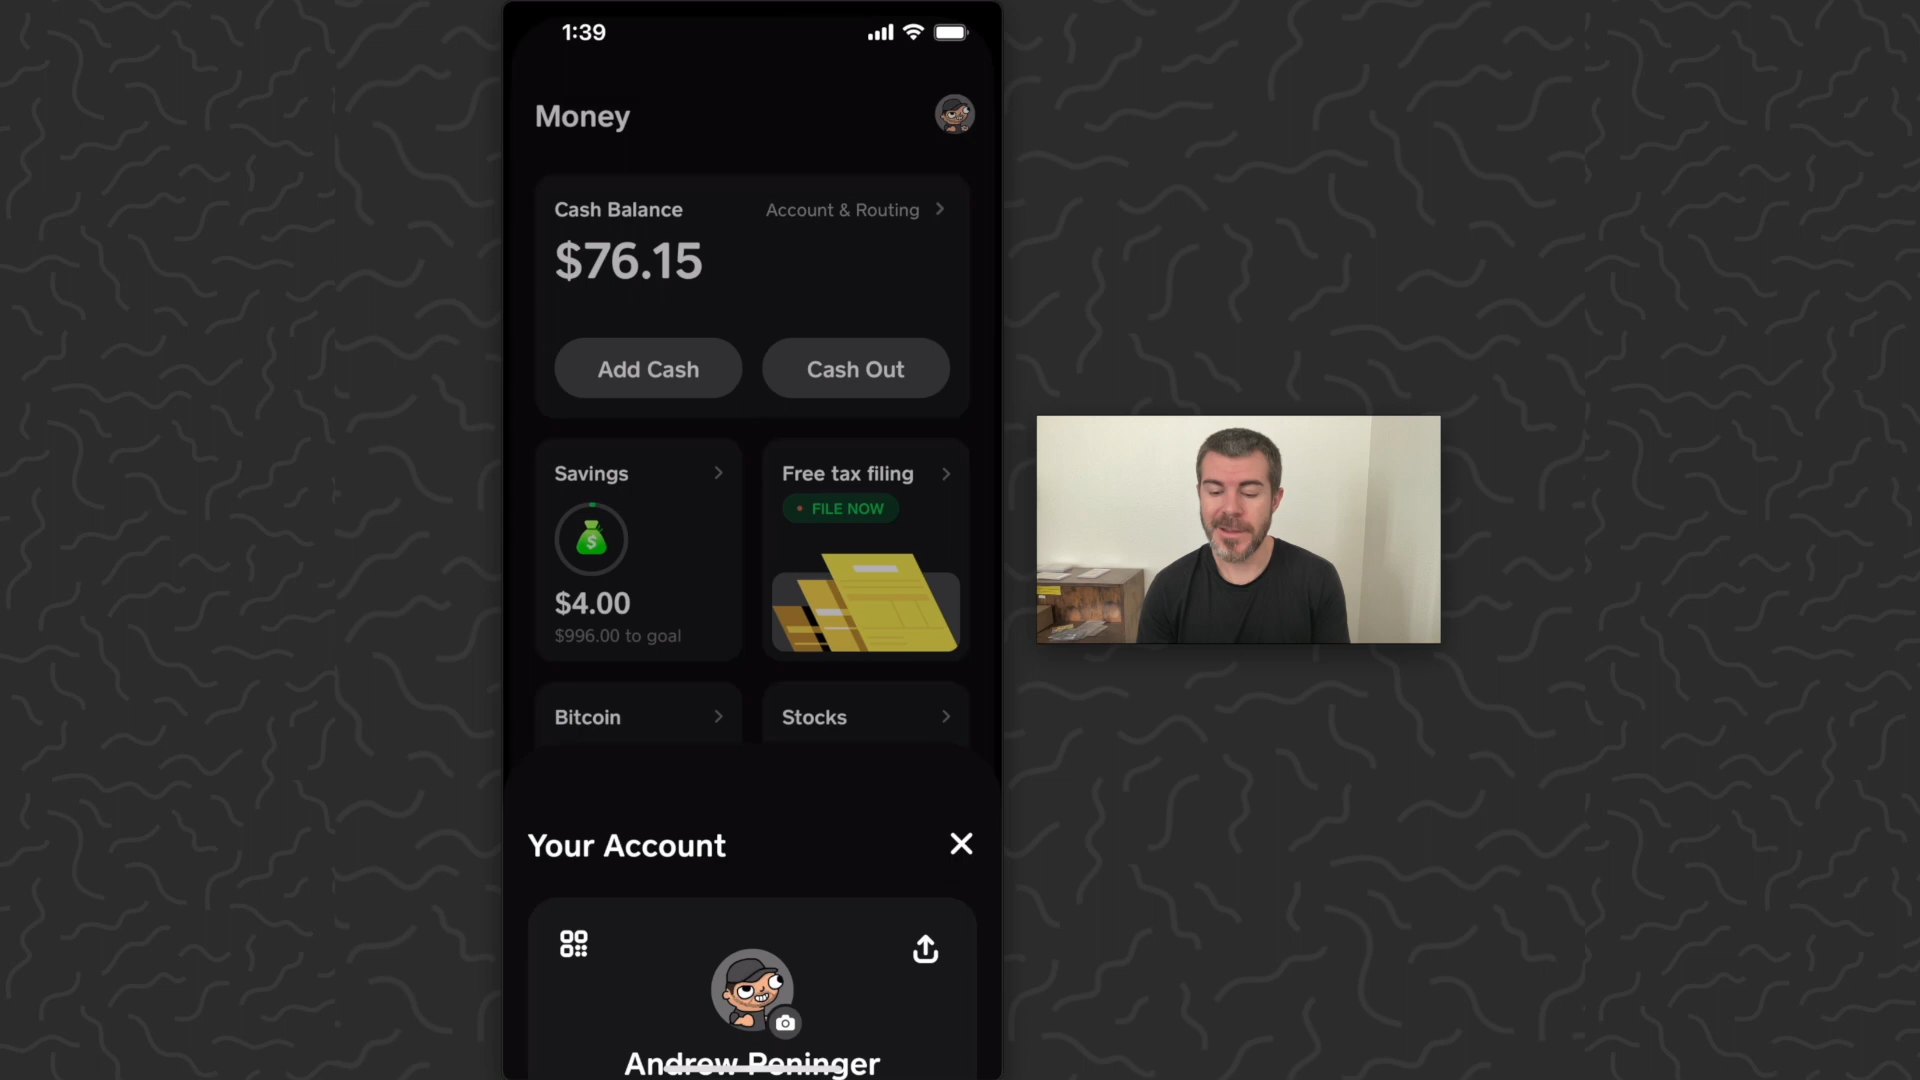 1:39
Money
Cash Balance
Account & Routing
$76.15
Add Cash
Cash Out
Savings
$4.00
$996.00 to goal
Free tax filing
FILE NOW
Bitcoin
Stocks
Your Account
Andrew Peninger